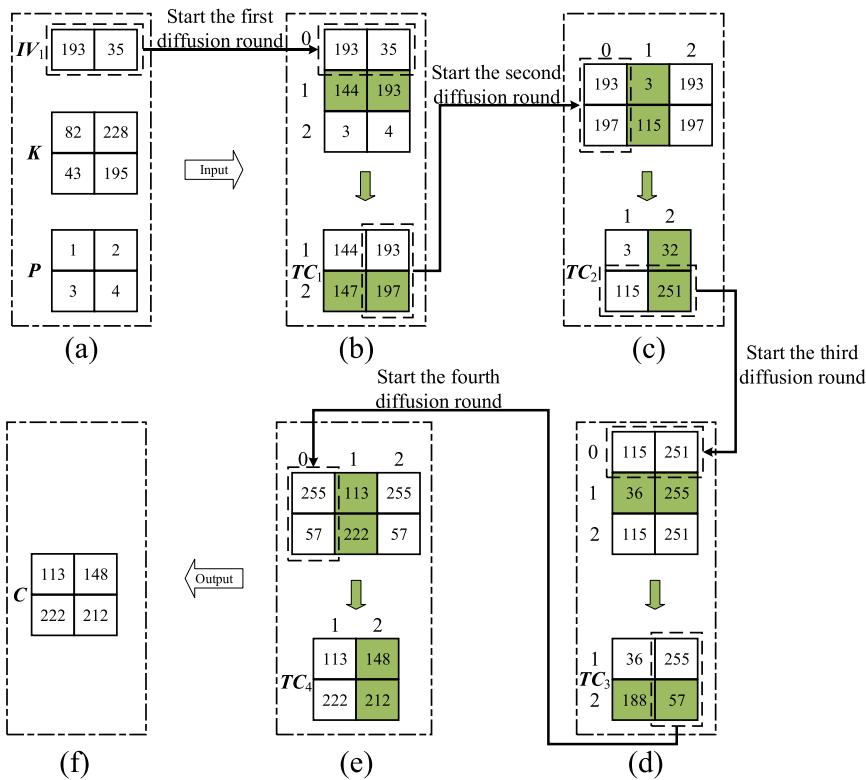 Start the first
diffusion round
IV1 193 35
K 82 228
43 195
P 1 2
3 4
(a)
Input
0 193 35
1 144 193
2 3 4
1 144 193
TC1
2 147 197
(b)
Start the second
diffusion round
0 1 2
193 3 193
197 115 197
1 2
3 32
TC2 115 251
(c)
Start the third
diffusion round
0 115 251
1 36 255
2 115 251
1 36 255
TC3
2 188 57
(d)
Start the fourth
diffusion round
0 1 2
255 113 255
57 222 57
1 2
113 148
TC4 222 212
(e)
Output
C 113 148
222 212
(f)